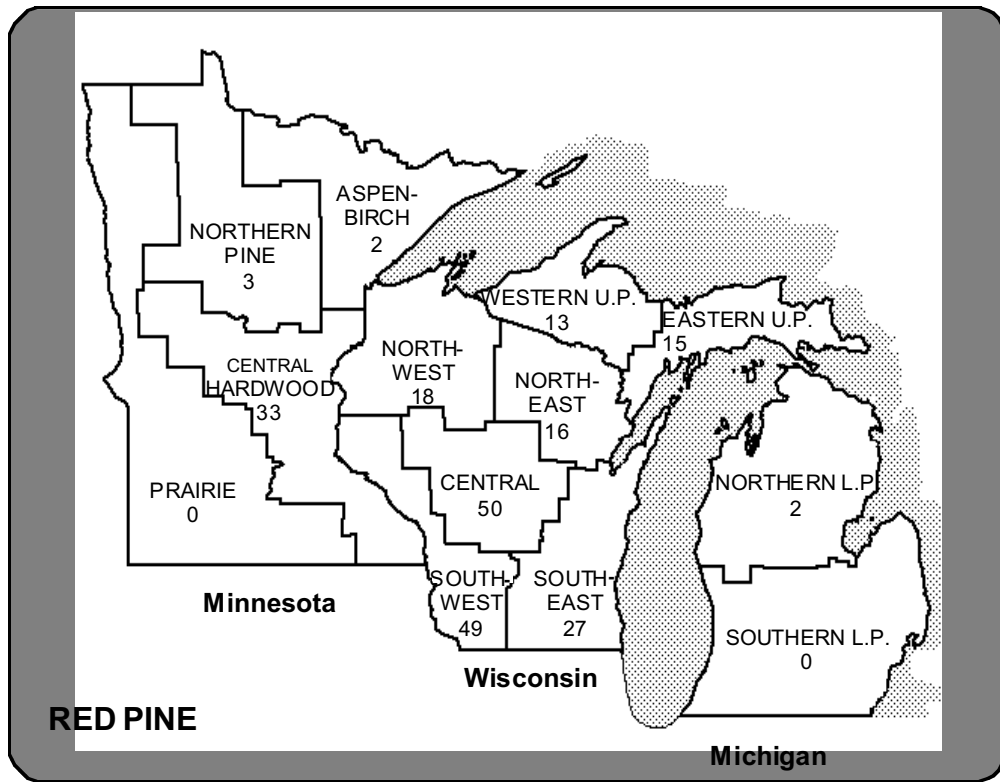 ASPEN-
BIRCH
2
NORTHERN
PINE
3
WESTERN U.P.
13
EASTERN U.P.
15
CENTRAL
HARDWOOD
33
NORTH-
WEST
18
NORTH-
EAST
16
PRAIRIE
0
CENTRAL
50
NORTHERN L.P.
2
SOUTH-
WEST
49
SOUTH-
EAST
27
SOUTHERN L.P.
0
Minnesota
Wisconsin
RED PINE
Michigan